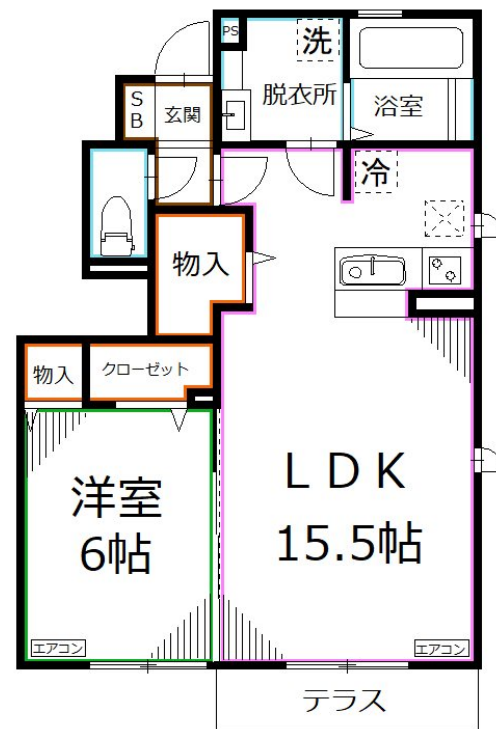 PS
洗
脱衣所
浴室
SB
玄関
冷
物入
物入
クローゼット
LDK
15.5帖
洋室
6帖
エアコン
エアコン
テラス